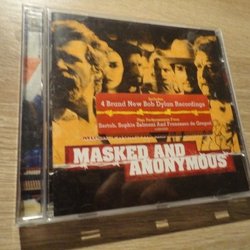 Includes
4 Brand New Bob Dylan Recordings
Plus Performances From
Sertab, Sophie Zelmani And Francesco de Gregori
MASKED AND
ANONYMOUS